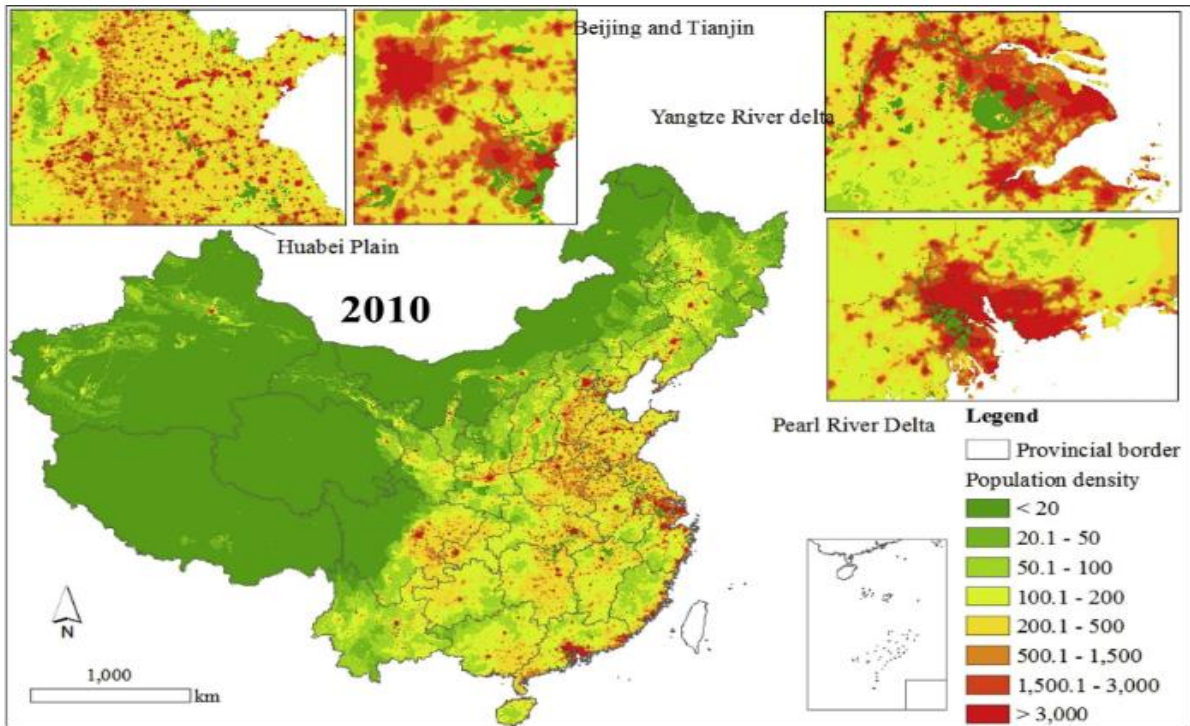 Beijing and Tianjin
Yangtze River delta
Huabei Plain
2010
Pearl River Delta
Legend
Provincial border
Population density
< 20
20.1 - 50
50.1 - 100
100.1 - 200
200.1 - 500
500.1 - 1,500
1,500.1 - 3,000
> 3,000
N
1,000
km